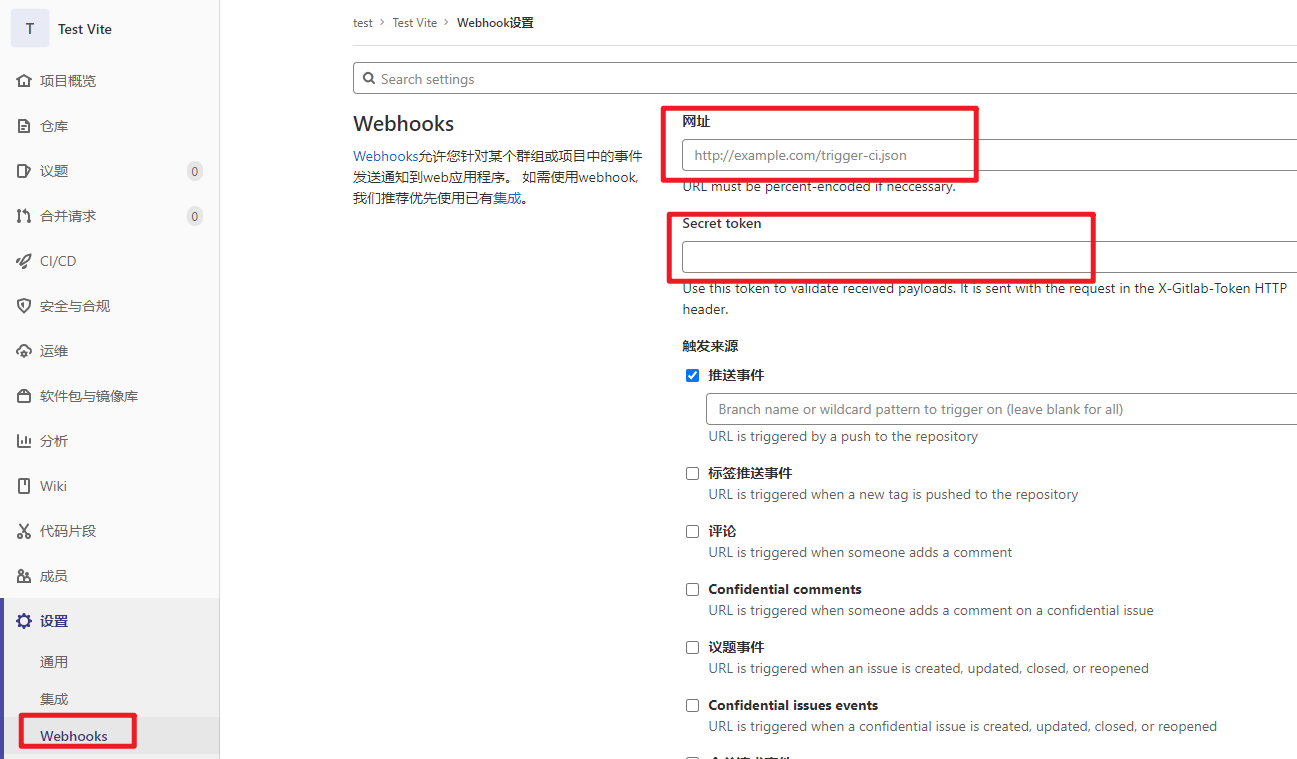 T Test Vite
项目概览
仓库
议题 0
合并请求 0
CI/CD
安全与合规
运维
软件包与镜像库
分析
Wiki
代码片段
成员
设置
通用
集成
Webhooks
test > Test Vite > Webhook设置
Search settings
Webhooks
Webhooks允许您针对某个群组或项目中的事件
发送通知到web应用程序。 如需使用webhook,
我们推荐优先使用已有集成。
网址
http://example.com/trigger-ci.json
URL must be percent-encoded if neccessary.
Secret token
Use this token to validate received payloads. It is sent with the request in the X-Gitlab-Token HTTP
header.
触发来源
推送事件
Branch name or wildcard pattern to trigger on (leave blank for all)
URL is triggered by a push to the repository
标签推送事件
URL is triggered when a new tag is pushed to the repository
评论
URL is triggered when someone adds a comment
Confidential comments
URL is triggered when someone adds a comment on a confidential issue
议题事件
URL is triggered when an issue is created, updated, closed, or reopened
Confidential issues events
URL is triggered when a confidential issue is created, updated, closed, or reopened